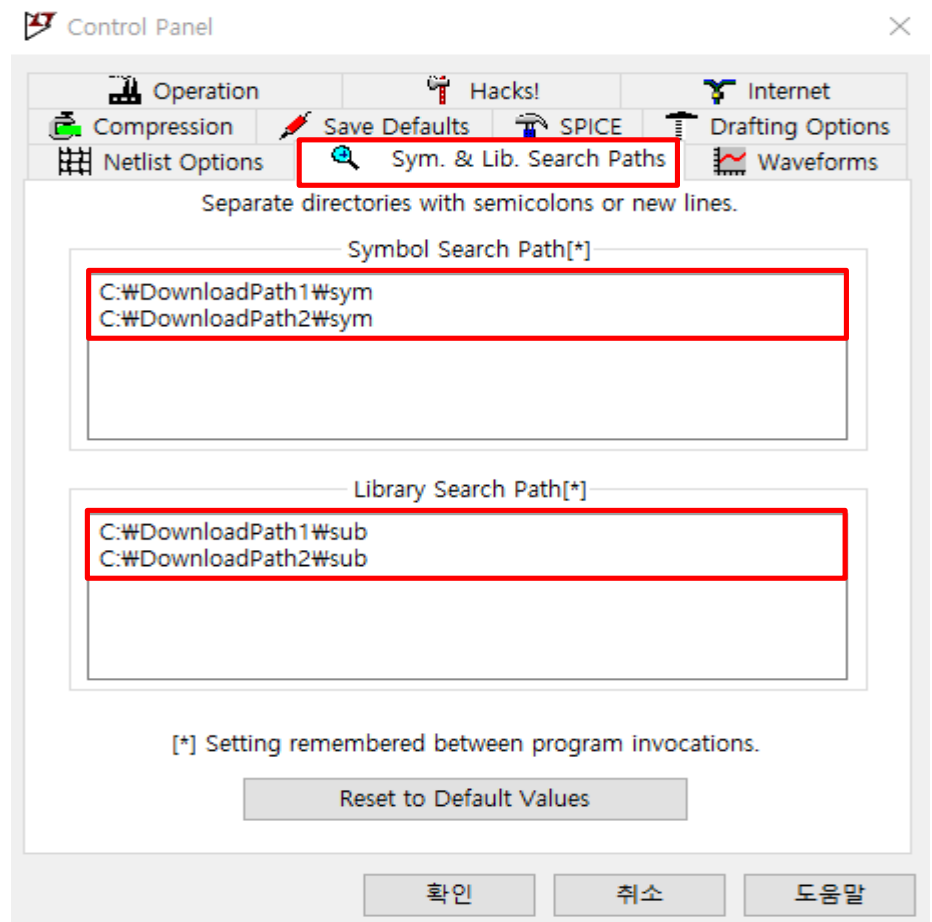 Control Panel
Operation
Hacks!
Internet
Compression
Save Defaults
SPICE
Drafting Options
Netlist Options
Sym. & Lib. Search Paths
Waveforms
Separate directories with semicolons or new lines.
Symbol Search Path[*]
C:₩DownloadPath1₩sym
C:₩DownloadPath2₩sym
Library Search Path[*]
C:₩DownloadPath1₩sub
C:₩DownloadPath2₩sub
[*] Setting remembered between program invocations.
Reset to Default Values
확인
취소
도움말